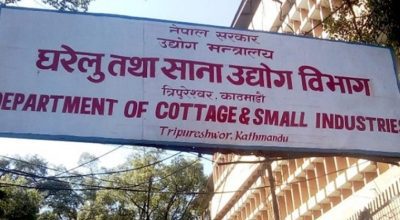 नेपाल सरकार
उद्योग मन्त्रालय
घरेलु तथा साना उद्योग विभाग
त्रिपुरेश्वर, काठमाडौं
DEPARTMENT OF COTTAGE & SMALL INDUSTRIES
Tripureshwor, Kathmandu